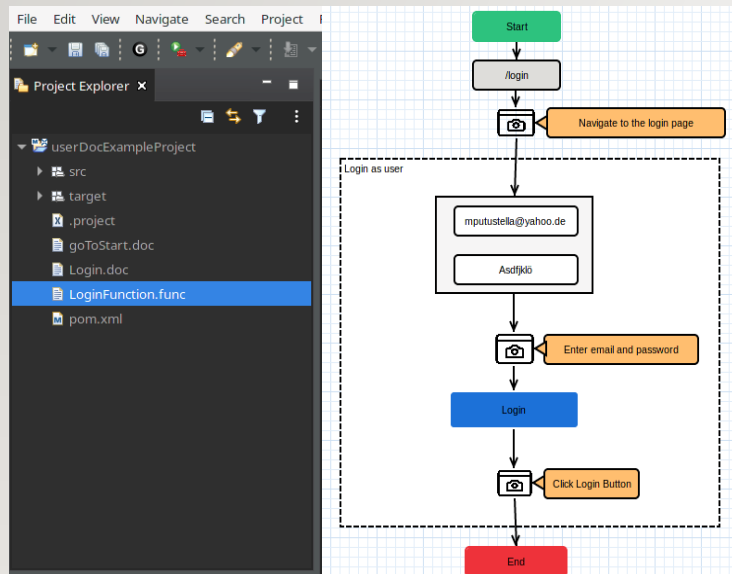 File Edit View Navigate Search Project
G
Project Explorer
userDocExampleProject
src
target
.project
goToStart.doc
Login.doc
LoginFunction.func
pom.xml
Start
/login
Navigate to the login page
Login as user
mputustella@yahoo.de
Asdfjklö
Enter email and password
Login
Click Login Button
End